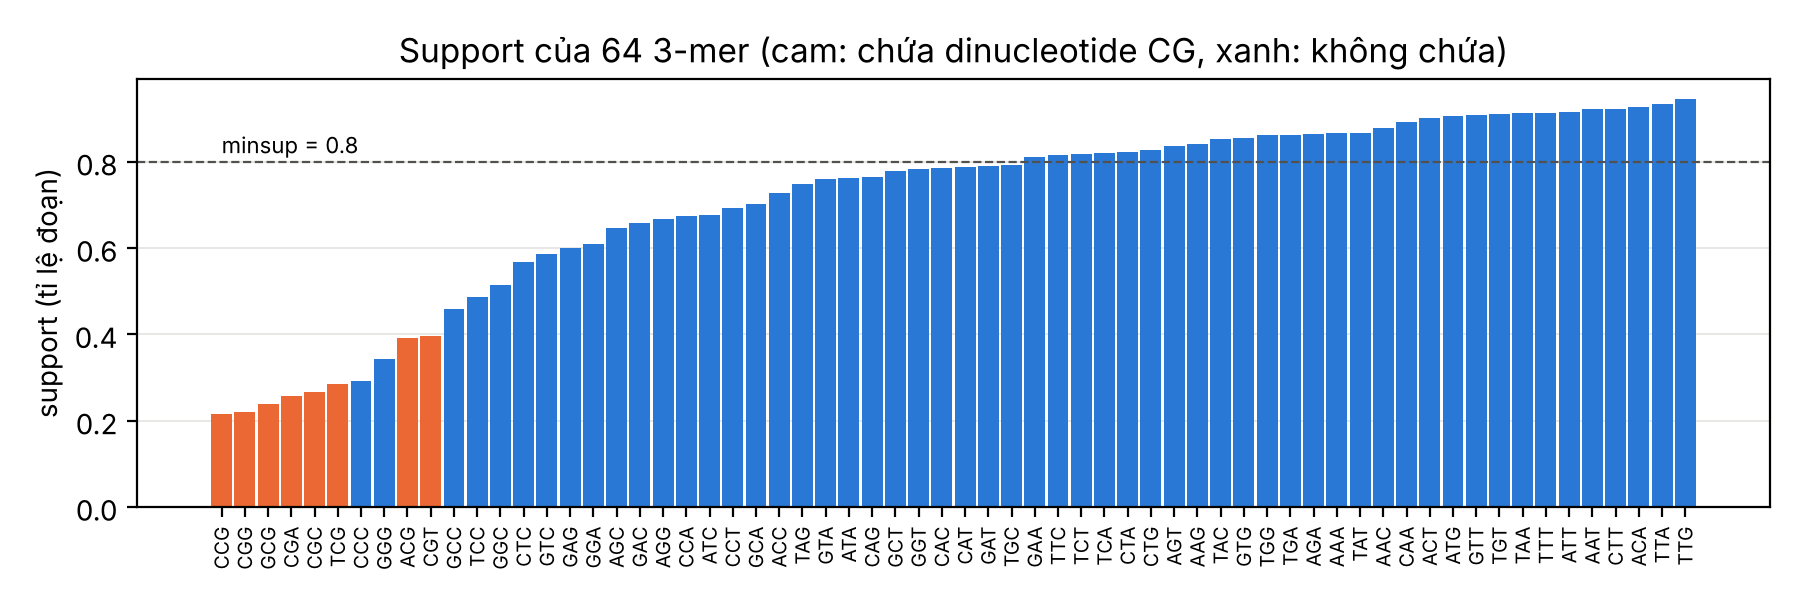 Support của 64 3-mer (cam: chứa dinucleotide CG, xanh: không chứa)
minsup = 0.8
support (tỉ lệ đoạn)
0.8
0.6
0.4
0.2
0.0
CCG CGG GCG CGA CGC TCG CCC GGG ACG CGT GCC TCC GGC CTC GTC GAG GGA AGC GAC AGG CCA ATC CCT GCA ACC TAG GTA ATA CAG GCT GGT CAC CAT GAT TGC GAA TTC TCT TCA CTA CTG AGT AAG TAC GTG TGG TGA AGA AAA TAT AAC CAA ACT ATG GTT TGT TAA TTT ATT AAT CTT ACA TTA TTG